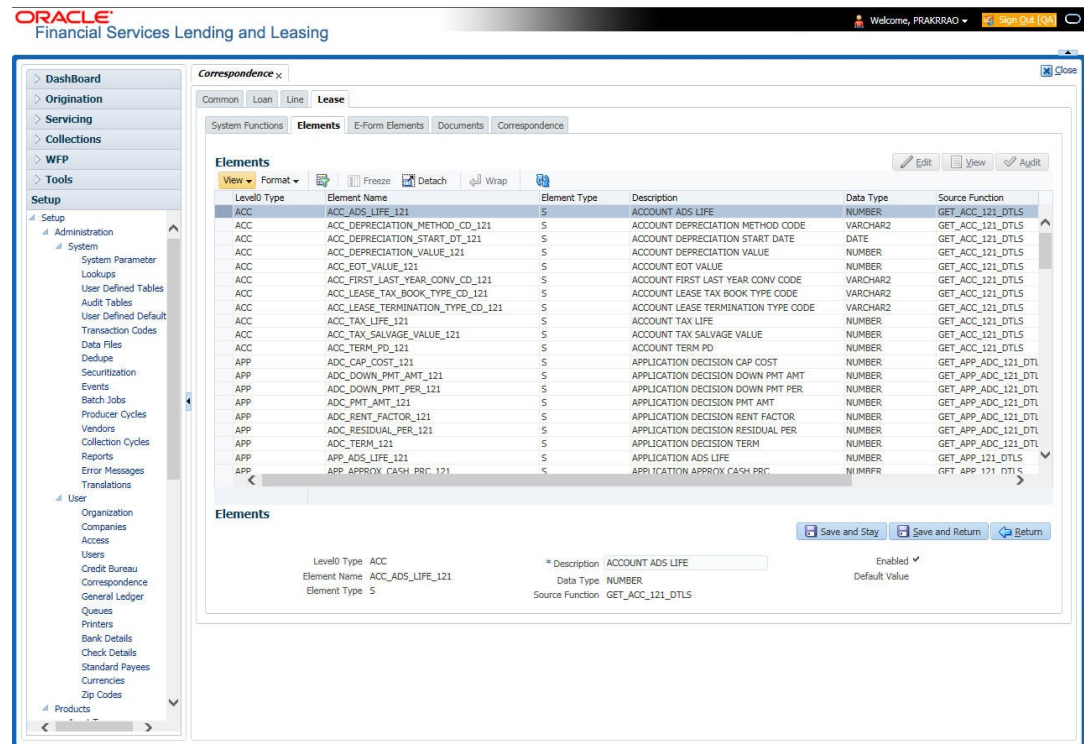 ORACLE
Financial Services Lending and Leasing
Welcome, PRAKRRAO
Sign Out [QA]
DashBoard
Origination
Servicing
Collections
WFP
Tools
Setup
Setup
Administration
System
System Parameter
Lookups
User Defined Tables
Audit Tables
User Defined Default
Transaction Codes
Data Files
Dedupe
Securitization
Events
Batch Jobs
Producer Cycles
Vendors
Collection Cycles
Reports
Error Messages
Translations
User
Organization
Companies
Access
Users
Credit Bureau
Correspondence
General Ledger
Queues
Printers
Bank Details
Check Details
Standard Payees
Currencies
Zip Codes
Products
Correspondence x
Close
Common Loan Line Lease
System Functions Elements E-Form Elements Documents Correspondence
Elements
Edit View Audit
View Format Freeze Detach Wrap
Level0 Type Element Name Element Type Description Data Type Source Function
ACC ACC_ADS_LIFE_121 S ACCOUNT ADS LIFE NUMBER GET_ACC_121_DTLS
ACC ACC_DEPRECIATION_METHOD_CD_121 S ACCOUNT DEPRECIATION METHOD CODE VARCHAR2 GET_ACC_121_DTLS
ACC ACC_DEPRECIATION_START_DT_121 S ACCOUNT DEPRECIATION START DATE DATE GET_ACC_121_DTLS
ACC ACC_DEPRECIATION_VALUE_121 S ACCOUNT DEPRECIATION VALUE NUMBER GET_ACC_121_DTLS
ACC ACC_EOT_VALUE_121 S ACCOUNT EOT VALUE NUMBER GET_ACC_121_DTLS
ACC ACC_FIRST_LAST_YEAR_CONV_CD_121 S ACCOUNT FIRST LAST YEAR CONV CODE VARCHAR2 GET_ACC_121_DTLS
ACC ACC_LEASE_TAX_BOOK_TYPE_CD_121 S ACCOUNT LEASE TAX BOOK TYPE CODE VARCHAR2 GET_ACC_121_DTLS
ACC ACC_LEASE_TERMINATION_TYPE_CD_121 S ACCOUNT LEASE TERMINATION TYPE CODE VARCHAR2 GET_ACC_121_DTLS
ACC ACC_TAX_LIFE_121 S ACCOUNT TAX LIFE NUMBER GET_ACC_121_DTLS
ACC ACC_TAX_SALVAGE_VALUE_121 S ACCOUNT TAX SALVAGE VALUE NUMBER GET_ACC_121_DTLS
ACC ACC_TERM_PD_121 S ACCOUNT TERM PD NUMBER GET_ACC_121_DTLS
APP ADC_CAP_COST_121 S APPLICATION DECISION CAP COST NUMBER GET_APP_ADC_121_DTL
APP ADC_DOWN_PMT_AMT_121 S APPLICATION DECISION DOWN PMT AMT NUMBER GET_APP_ADC_121_DTL
APP ADC_DOWN_PMT_PER_121 S APPLICATION DECISION DOWN PMT PER NUMBER GET_APP_ADC_121_DTL
APP ADC_PMT_AMT_121 S APPLICATION DECISION PMT AMT NUMBER GET_APP_ADC_121_DTL
APP ADC_RENT_FACTOR_121 S APPLICATION DECISION RENT FACTOR NUMBER GET_APP_ADC_121_DTL
APP ADC_RESIDUAL_PER_121 S APPLICATION DECISION RESIDUAL PER NUMBER GET_APP_ADC_121_DTL
APP ADC_TERM_121 S APPLICATION DECISION TERM NUMBER GET_APP_ADC_121_DTL
APP APP_ADS_LIFE_121 S APPLICATION ADS LIFE NUMBER GET_APP_121_DTLS
APP APP_APPROX_CASH_PRC_121 S APPLICATION APPROX CASH PRC NUMBER GET_APP_121_DTLS
Elements
Save and Stay Save and Return Return
Level0 Type ACC
Element Name ACC_ADS_LIFE_121
Element Type S
* Description ACCOUNT ADS LIFE
Data Type NUMBER
Source Function GET_ACC_121_DTLS
Enabled
Default Value